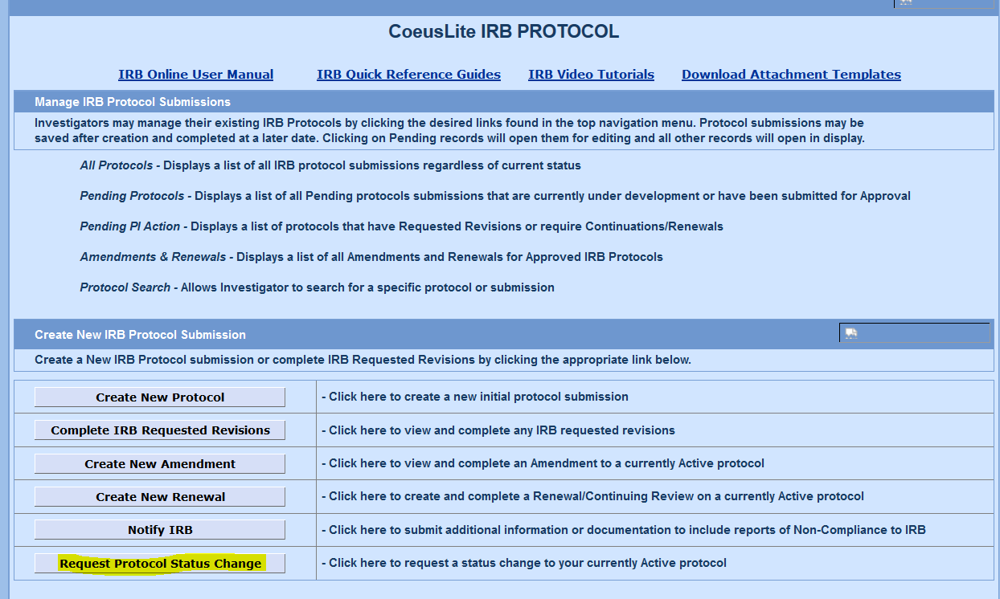 CoeusLite IRB PROTOCOL
IRB Online User Manual IRB Quick Reference Guides IRB Video Tutorials Download Attachment Templates
Manage IRB Protocol Submissions
Investigators may manage their existing IRB Protocols by clicking the desired links found in the top navigation menu. Protocol submissions may be
saved after creation and completed at a later date. Clicking on Pending records will open them for editing and all other records will open in display.
All Protocols - Displays a list of all IRB protocol submissions regardless of current status
Pending Protocols - Displays a list of all Pending protocols submissions that are currently under development or have been submitted for Approval
Pending PI Action - Displays a list of protocols that have Requested Revisions or require Continuations/Renewals
Amendments & Renewals - Displays a list of all Amendments and Renewals for Approved IRB Protocols
Protocol Search - Allows Investigator to search for a specific protocol or submission
Create New IRB Protocol Submission
Create a New IRB Protocol submission or complete IRB Requested Revisions by clicking the appropriate link below.
Create New Protocol - Click here to create a new initial protocol submission
Complete IRB Requested Revisions - Click here to view and complete any IRB requested revisions
Create New Amendment - Click here to view and complete an Amendment to a currently Active protocol
Create New Renewal - Click here to create and complete a Renewal/Continuing Review on a currently Active protocol
Notify IRB - Click here to submit additional information or documentation to include reports of Non-Compliance to IRB
Request Protocol Status Change - Click here to request a status change to your currently Active protocol